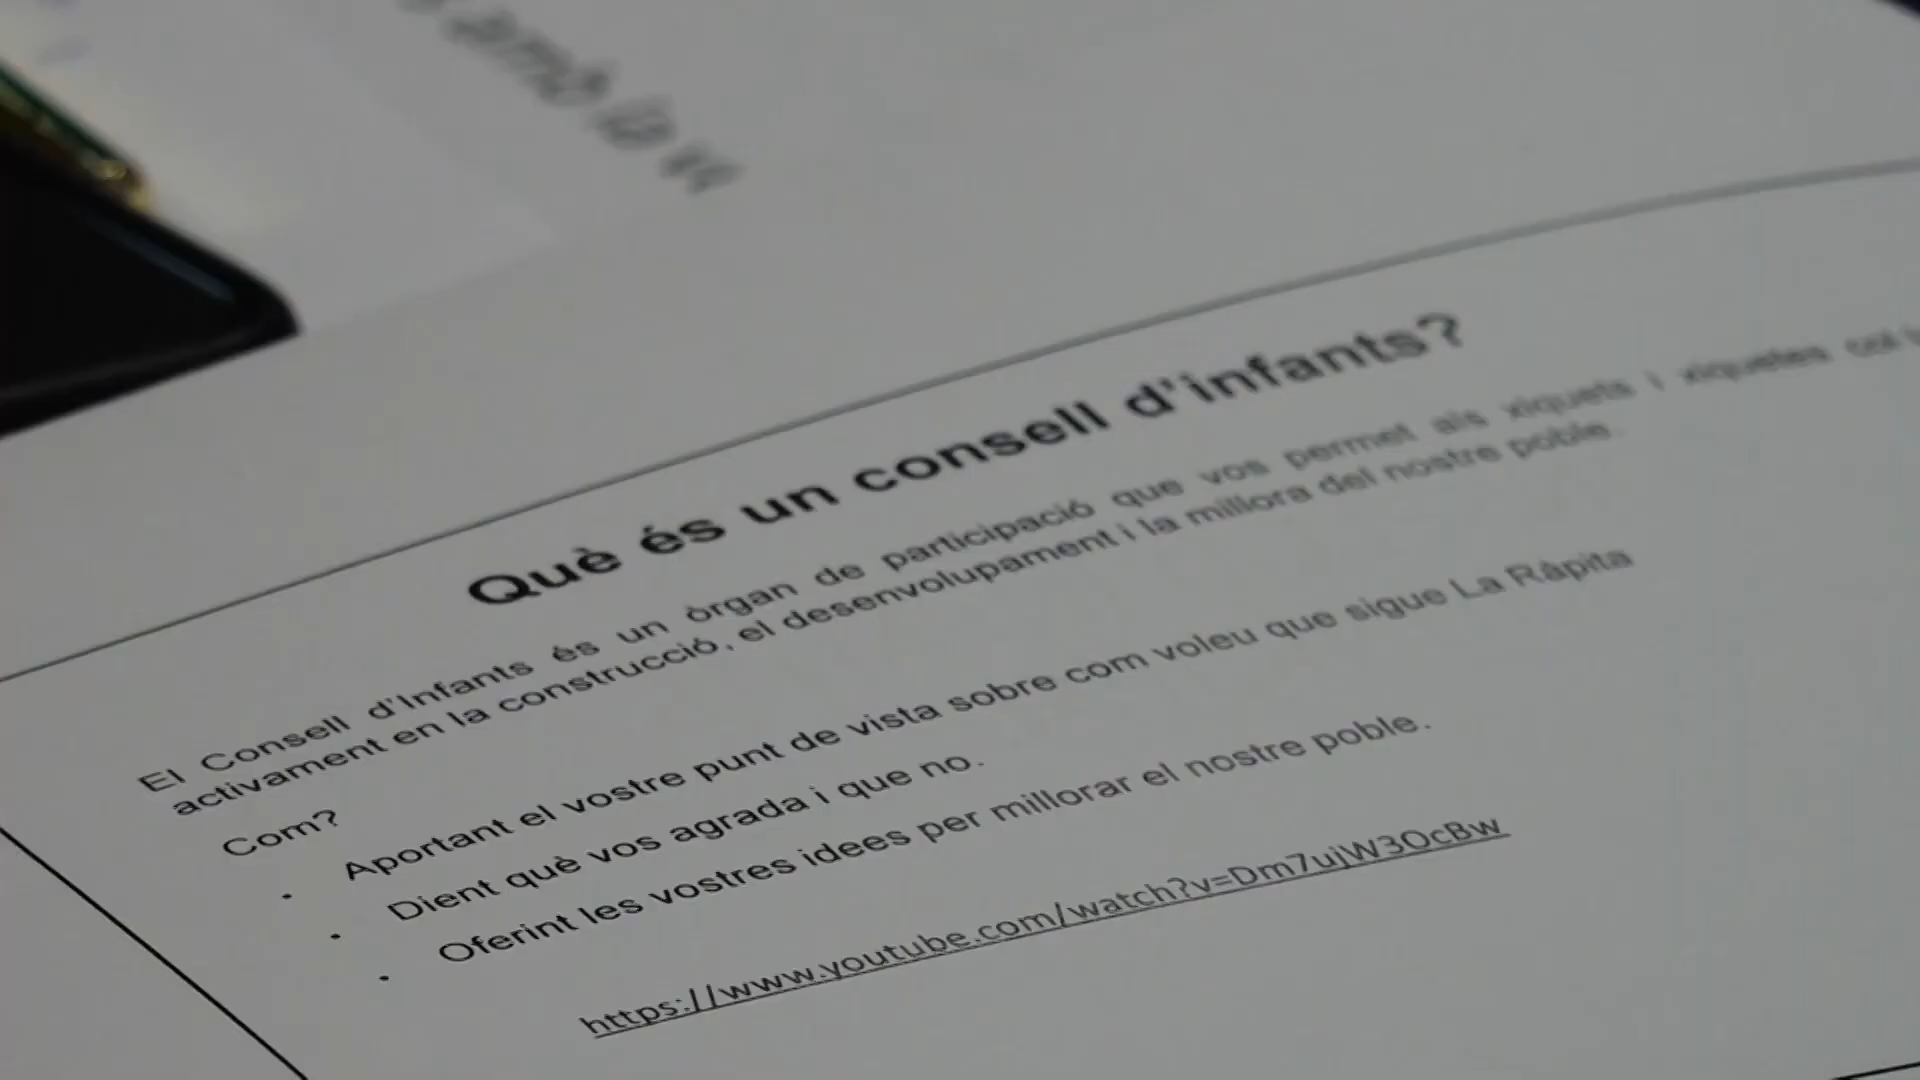 amb la
Què és un consell d'infants?
El Consell d'Infants és un òrgan de participació que vos permet als xiquets i xiquetes
activament en la construcció, el desenvolupament i la millora del nostre poble.
Com?
• Aportant el vostre punt de vista sobre com voleu que sigue La Ràpita
• Dient què vos agrada i que no.
• Oferint les vostres idees per millorar el nostre poble.
https://www.youtube.com/watch?v=Dm7ujW3OcBw